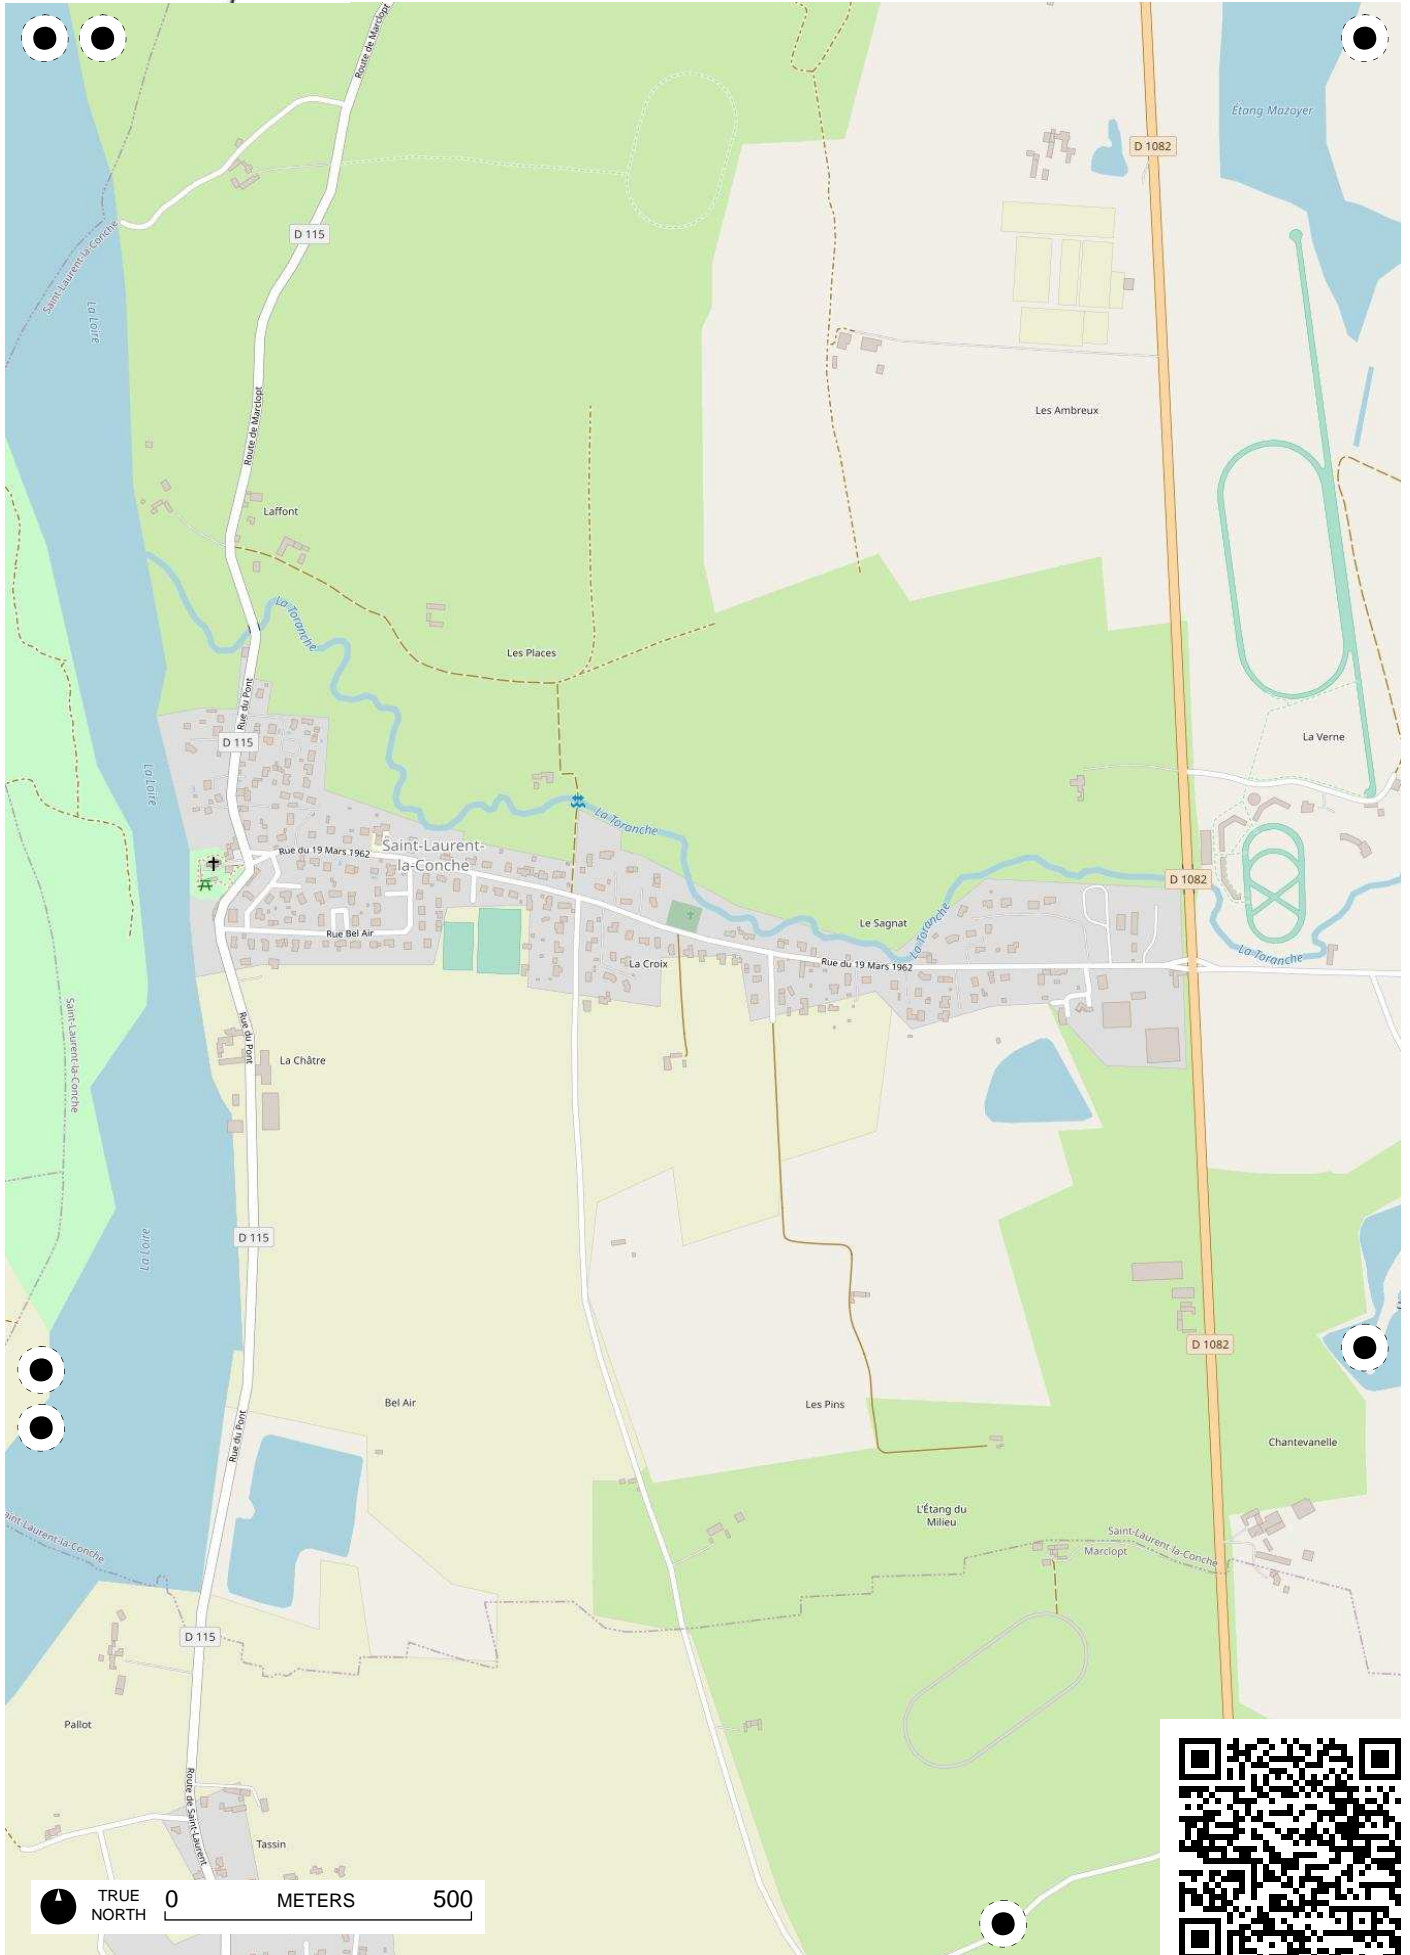 Route de Marclopt
Étang Mazoyer
D 1082
D 115
Saint-Laurent-la-Conche
La Loire
Route de Marclopt
Les Ambreux
Laffont
La Toranche
Les Places
Rue du Pont
D 115
La Verne
La Loire
La Toranche
Rue du 19 Mars 1962
Saint-Laurent-
la-Conche
D 1082
Le Sagnat
La Toranche
Rue Bel Air
La Croix
Rue du 19 Mars 1962
La Toranche
Saint-Laurent-la-Conche
Rue du Pont
La Châtre
D 115
La Loire
D 1082
Bel Air
Les Pins
Rue du Pont
Chantevanelle
L'Étang du
Milieu
aint-Laurent-la-Conche
Saint-Laurent-la-Conche
Marclopt
D 115
Pallot
Route de Saint-Laurent
Tassin
TRUE
NORTH
0 METERS 500